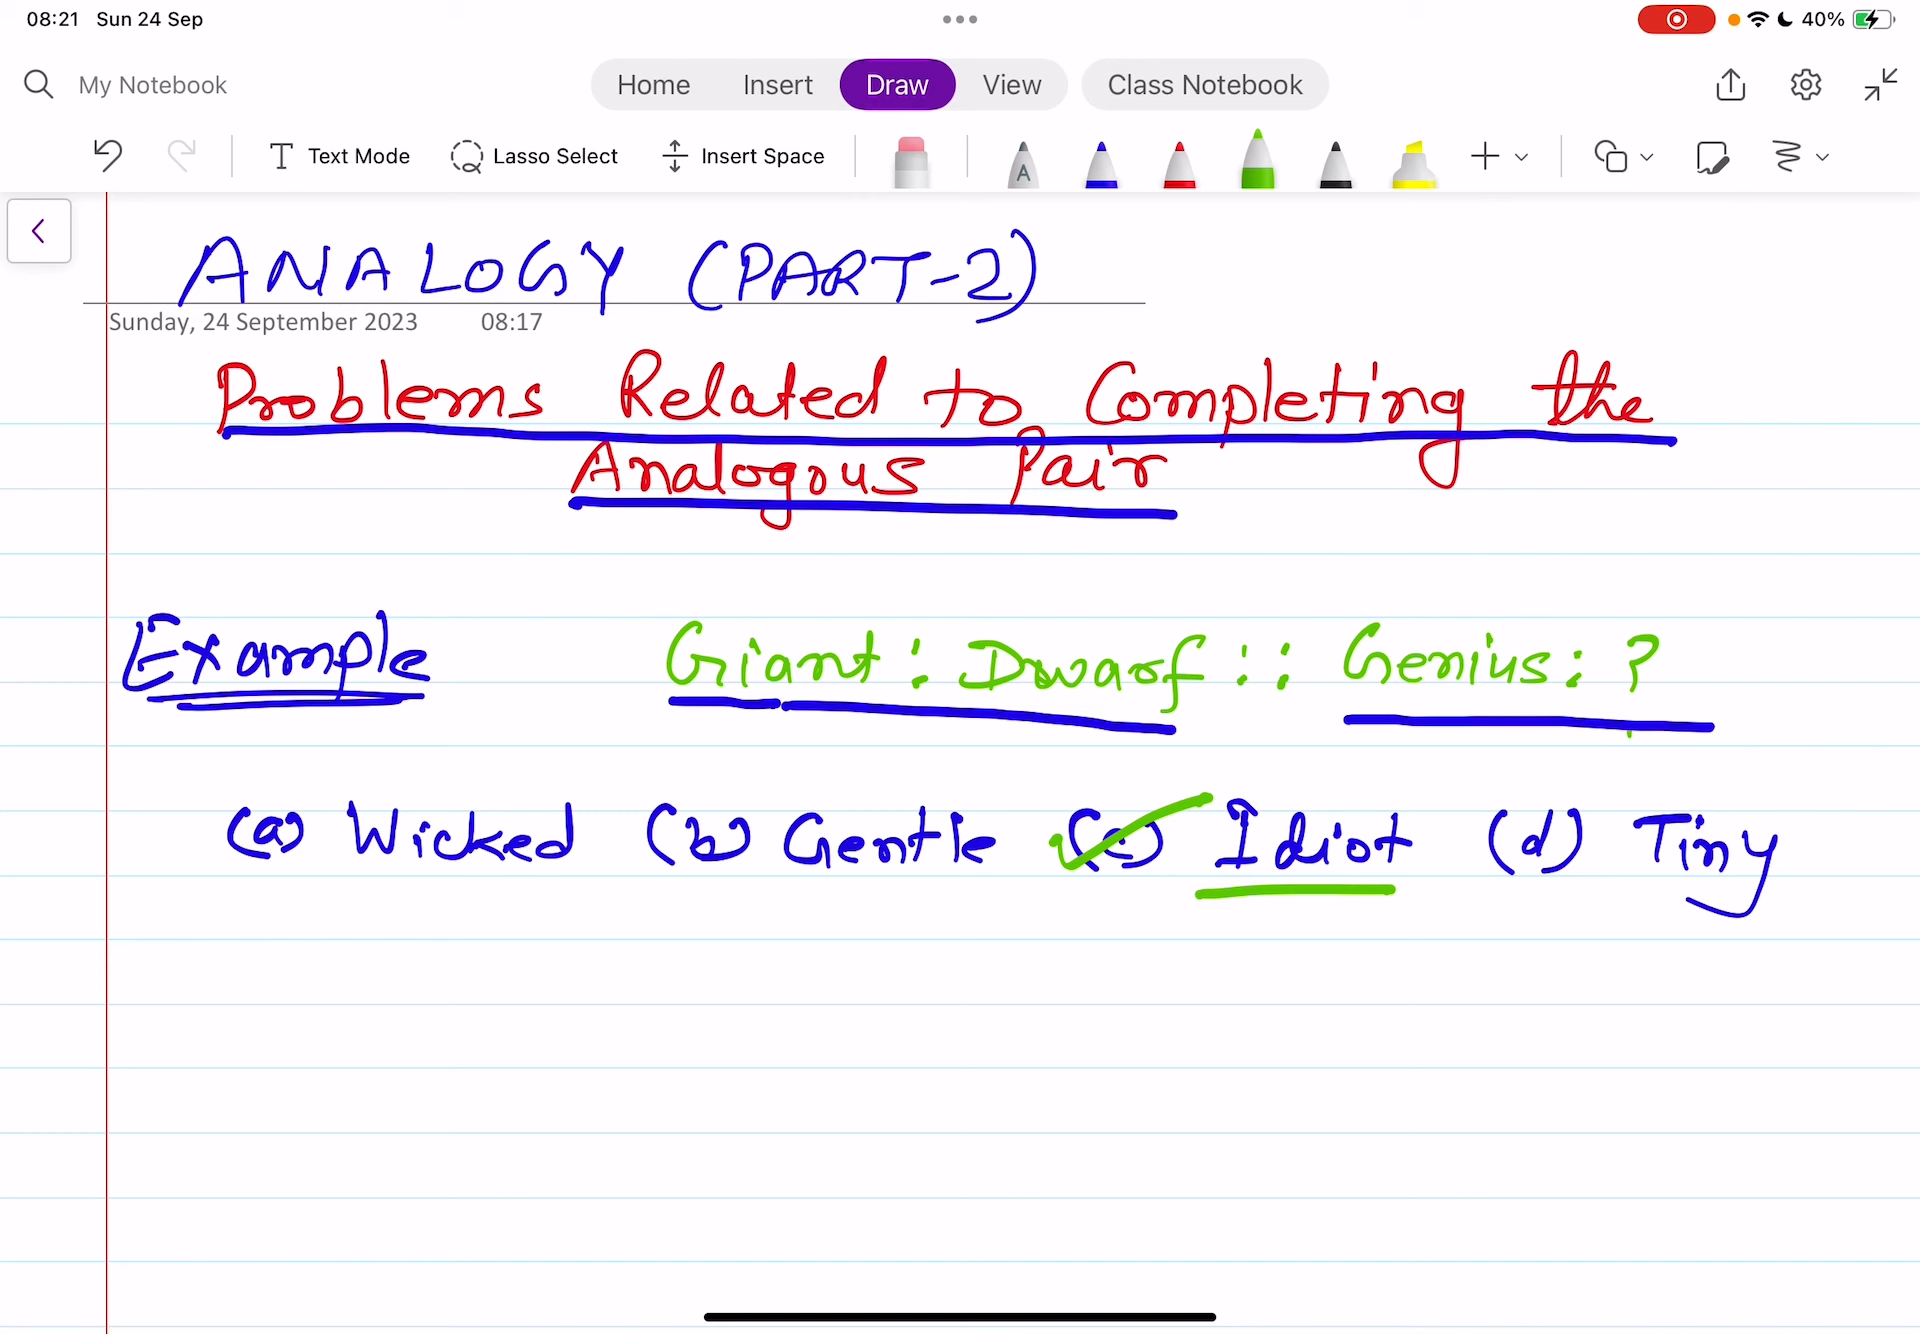 08:21 Sun 24 Sep
40%
My Notebook
Home Insert Draw View Class Notebook
Text Mode Lasso Select Insert Space A
ANALOGY (PART-2)
Sunday, 24 September 2023 08:17
Problems Related to Completing the
Analogous Pair
Example Giant : Dwarf :: Genius : ?
(a) Wicked (b) Gentle (c) Idiot (d) Tiny